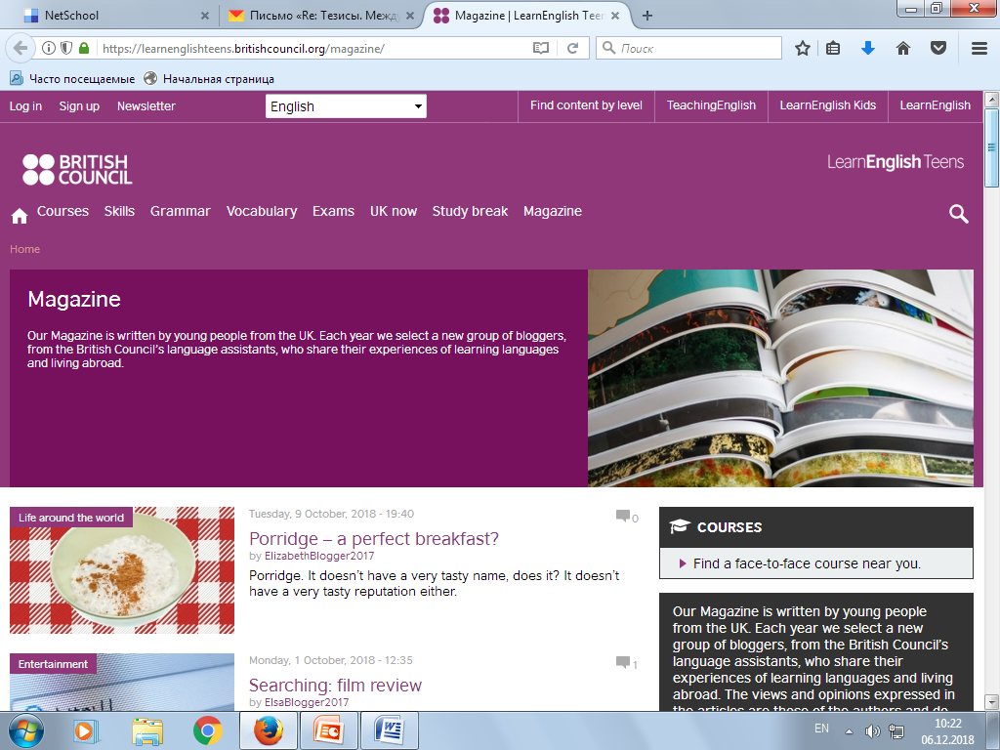 NetSchool
Письмо «Re: Тезисы. Межд
Magazine | LearnEnglish Teen
https://learnenglishteens.britishcouncil.org/magazine/
Поиск
Часто посещаемые
Начальная страница
Log in Sign up Newsletter English Find content by level TeachingEnglish LearnEnglish Kids LearnEnglish
BRITISH
COUNCIL
LearnEnglish Teens
Courses Skills Grammar Vocabulary Exams UK now Study break Magazine
Home
Magazine
Our Magazine is written by young people from the UK. Each year we select a new group of bloggers,
from the British Council's language assistants, who share their experiences of learning languages
and living abroad.
Life around the world
Tuesday, 9 October, 2018 - 19:40
0
Porridge – a perfect breakfast?
by ElizabethBlogger2017
Porridge. It doesn't have a very tasty name, does it? It doesn't
have a very tasty reputation either.
Entertainment
Monday, 1 October, 2018 - 12:35
1
Searching: film review
by ElsaBlogger2017
COURSES
Find a face-to-face course near you.
Our Magazine is written by young people
from the UK. Each year we select a new
group of bloggers, from the British Council's
language assistants, who share their
experiences of learning languages and living
abroad. The views and opinions expressed in
the articles are those of the authors and do
EN
10:22
06.12.2018